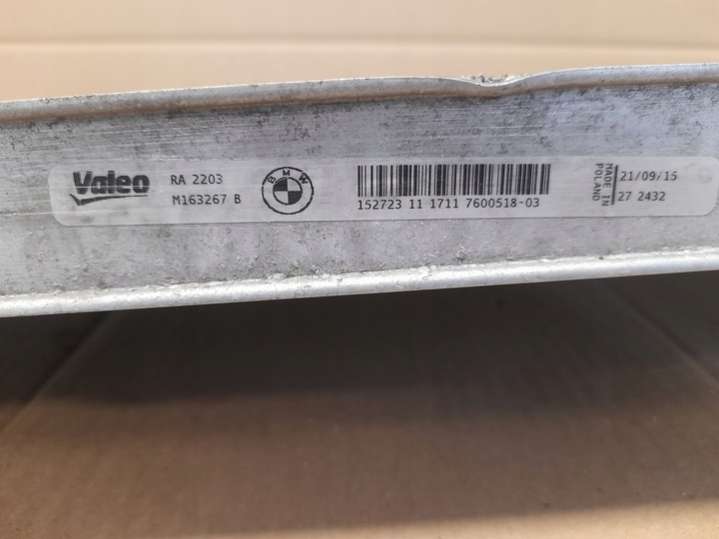 Valeo RA 2203
M163267 B
BMW
152723 11 1711 7600518-03
MADE IN
POLAND
21/09/15
27 2432